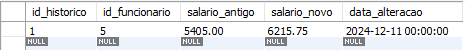 id_historico id_funcionario salario_antigo salario_novo data_alteracao
1 5 5405.00 6215.75 2024-12-11 00:00:00
NULL NULL NULL NULL NULL